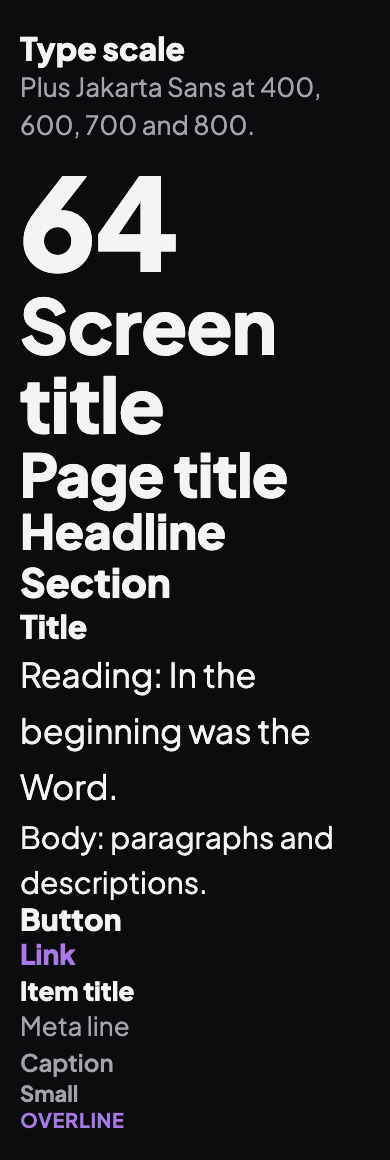 Type scale
Plus Jakarta Sans at 400,
600, 700 and 800.
64
Screen
title
Page title
Headline
Section
Title
Reading: In the
beginning was the
Word.
Body: paragraphs and
descriptions.
Button
Link
Item title
Meta line
Caption
Small
OVERLINE